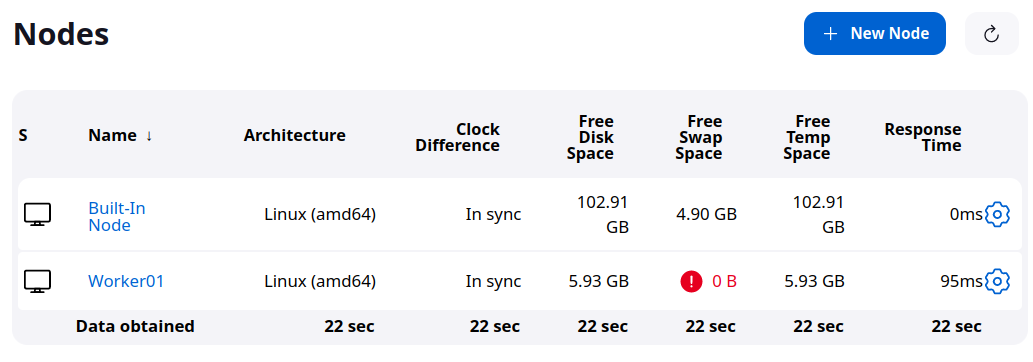 Nodes
+ New Node
S Name ↓ Architecture Clock Difference Free Disk Space Free Swap Space Free Temp Space Response Time
Built-In Node Linux (amd64) In sync 102.91 GB 4.90 GB 102.91 GB 0ms
Worker01 Linux (amd64) In sync 5.93 GB 0 B 5.93 GB 95ms
Data obtained 22 sec 22 sec 22 sec 22 sec 22 sec 22 sec